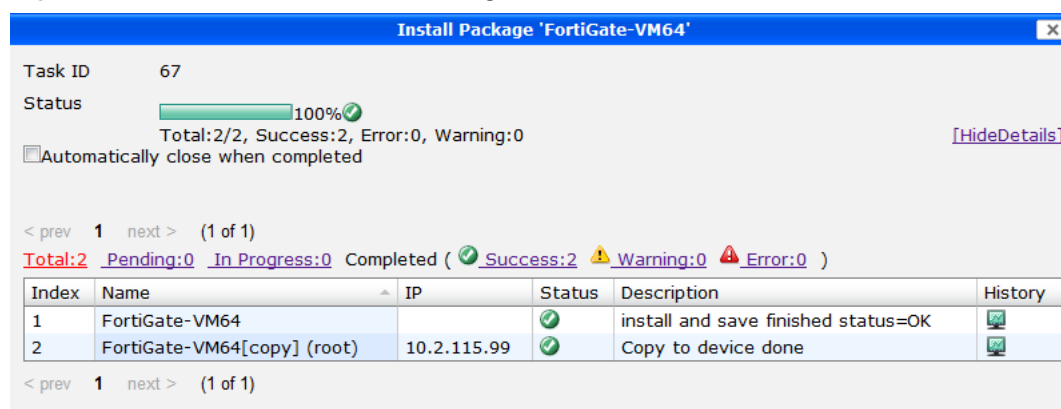 Install Package 'FortiGate-VM64'
Task ID 67
Status 100%
Total:2/2, Success:2, Error:0, Warning:0
[HideDetails]
Automatically close when completed
< prev 1 next > (1 of 1)
Total:2 Pending:0 In Progress:0 Completed ( Success:2 Warning:0 Error:0 )
Index Name IP Status Description History
1 FortiGate-VM64 install and save finished status=OK
2 FortiGate-VM64[copy] (root) 10.2.115.99 Copy to device done
< prev 1 next > (1 of 1)